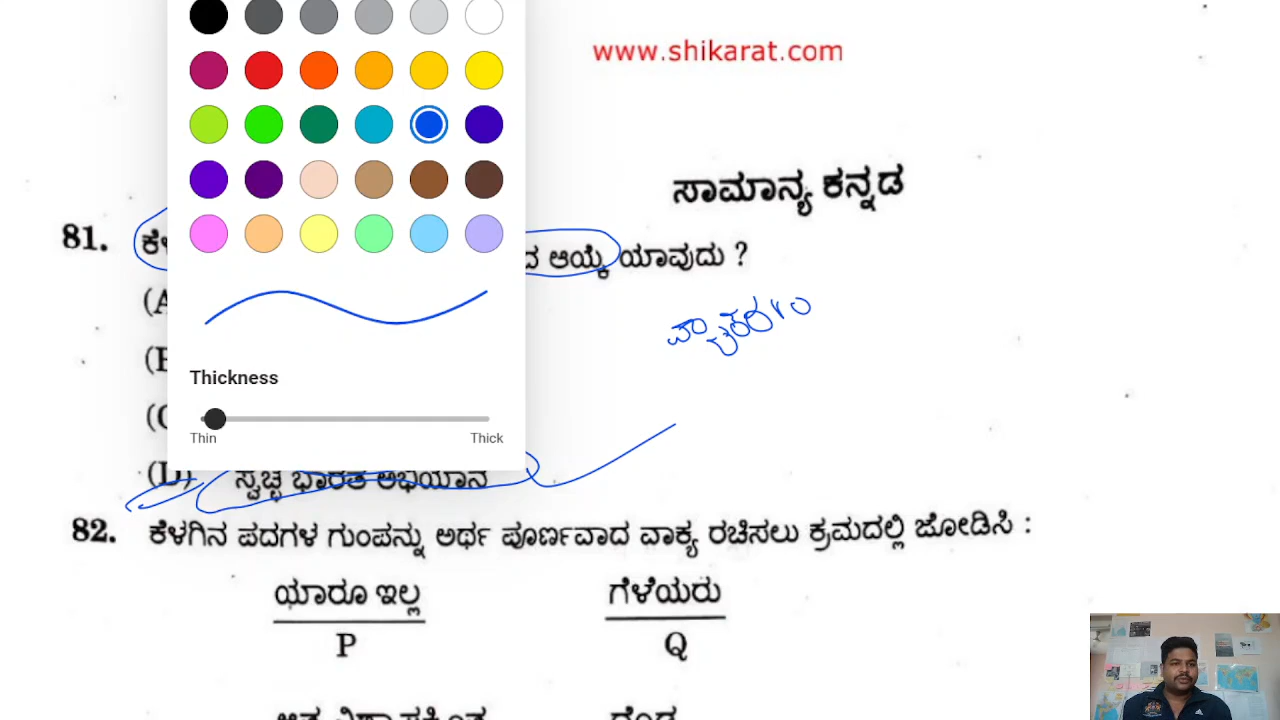 www.shikarat.com
ಸಾಮಾನ್ಯ ಕನ್ನಡ
81. ಆಯ್ಕೆ ಯಾವುದು ?
Thickness
Thin Thick
(D) ಸ್ವಚ್ಛ ಭಾರತ ಅಭಿಯಾನ
82. ಕೆಳಗಿನ ಪದಗಳ ಗುಂಪನ್ನು ಅರ್ಥ ಪೂರ್ಣವಾದ ವಾಕ್ಯ ರಚಿಸಲು ಕ್ರಮದಲ್ಲಿ ಜೋಡಿಸಿ :
ಯಾರೂ ಇಲ್ಲ ಗೆಳೆಯರು
P Q